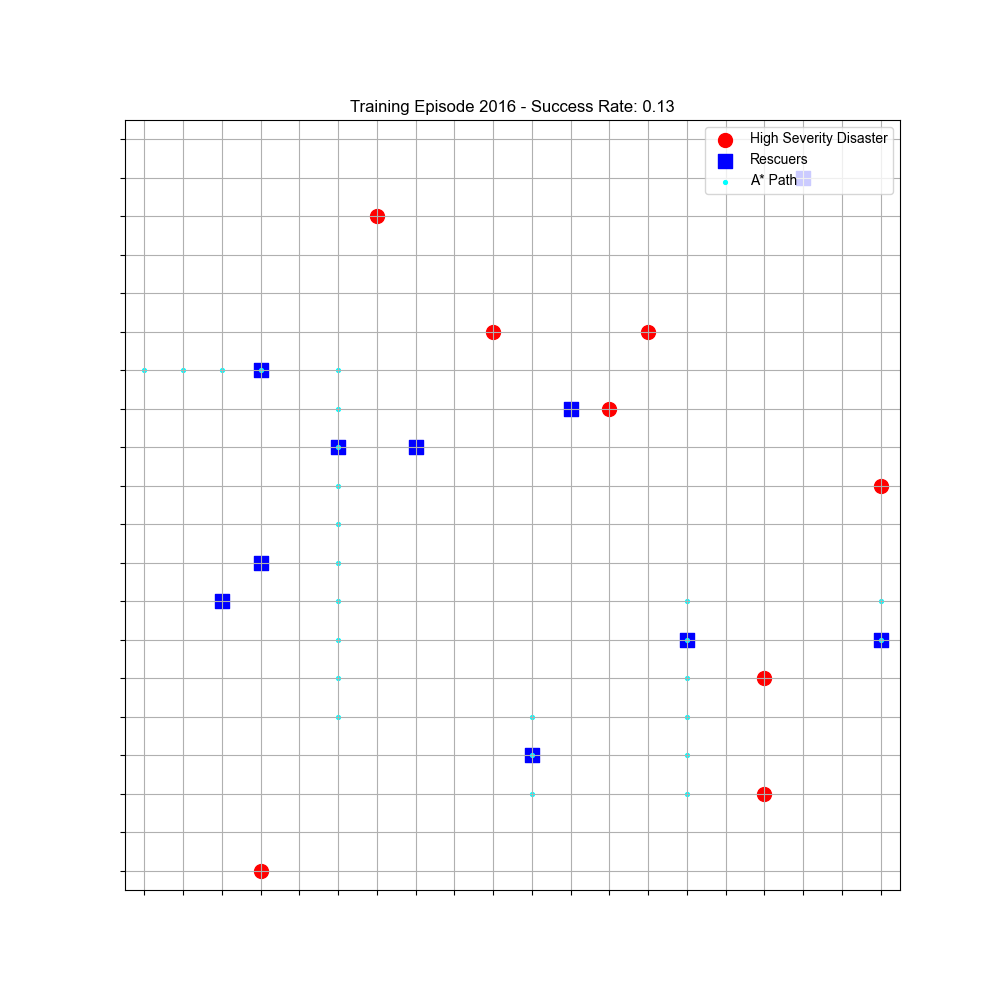 Training Episode 2016 - Success Rate: 0.13
High Severity Disaster
Rescuers
A* Path